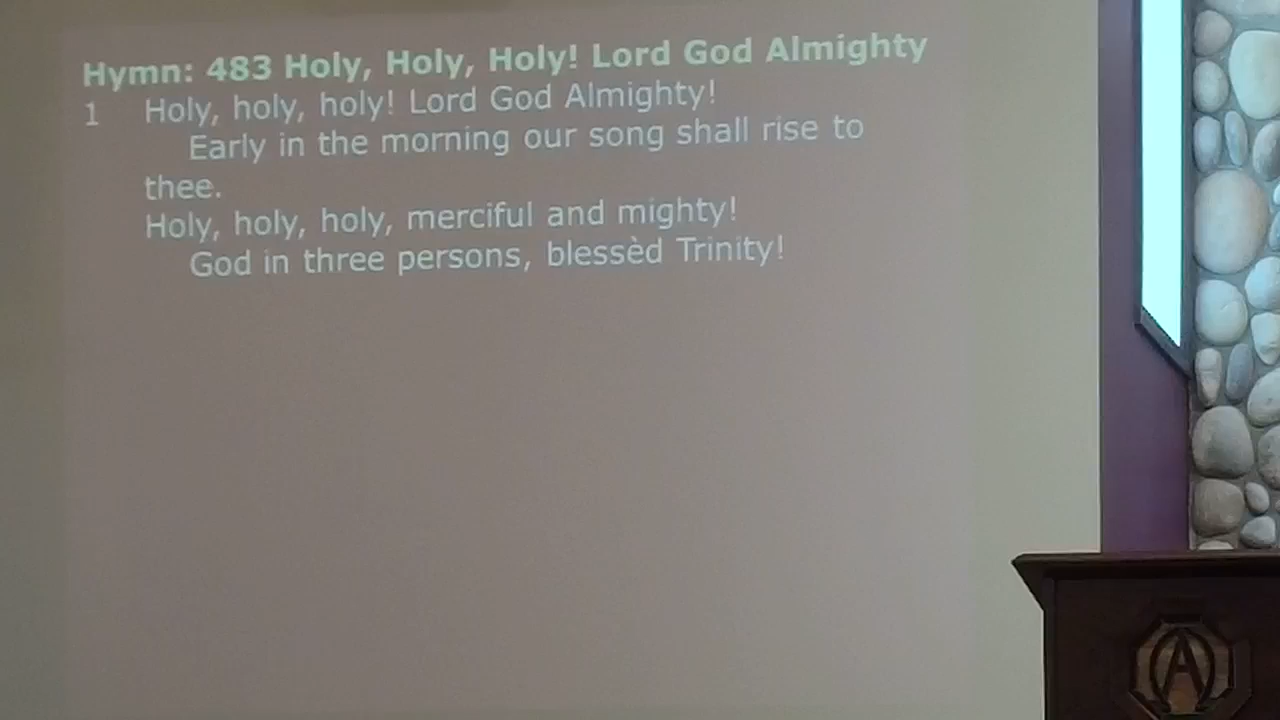 Hymn: 483 Holy, Holy, Holy! Lord God Almighty
1 Holy, holy, holy! Lord God Almighty!
Early in the morning our song shall rise to
thee.
Holy, holy, holy, merciful and mighty!
God in three persons, blessèd Trinity!